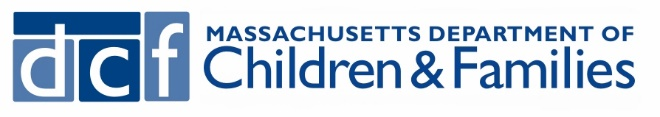 dcf
MASSACHUSETTS DEPARTMENT OF
Children & Families